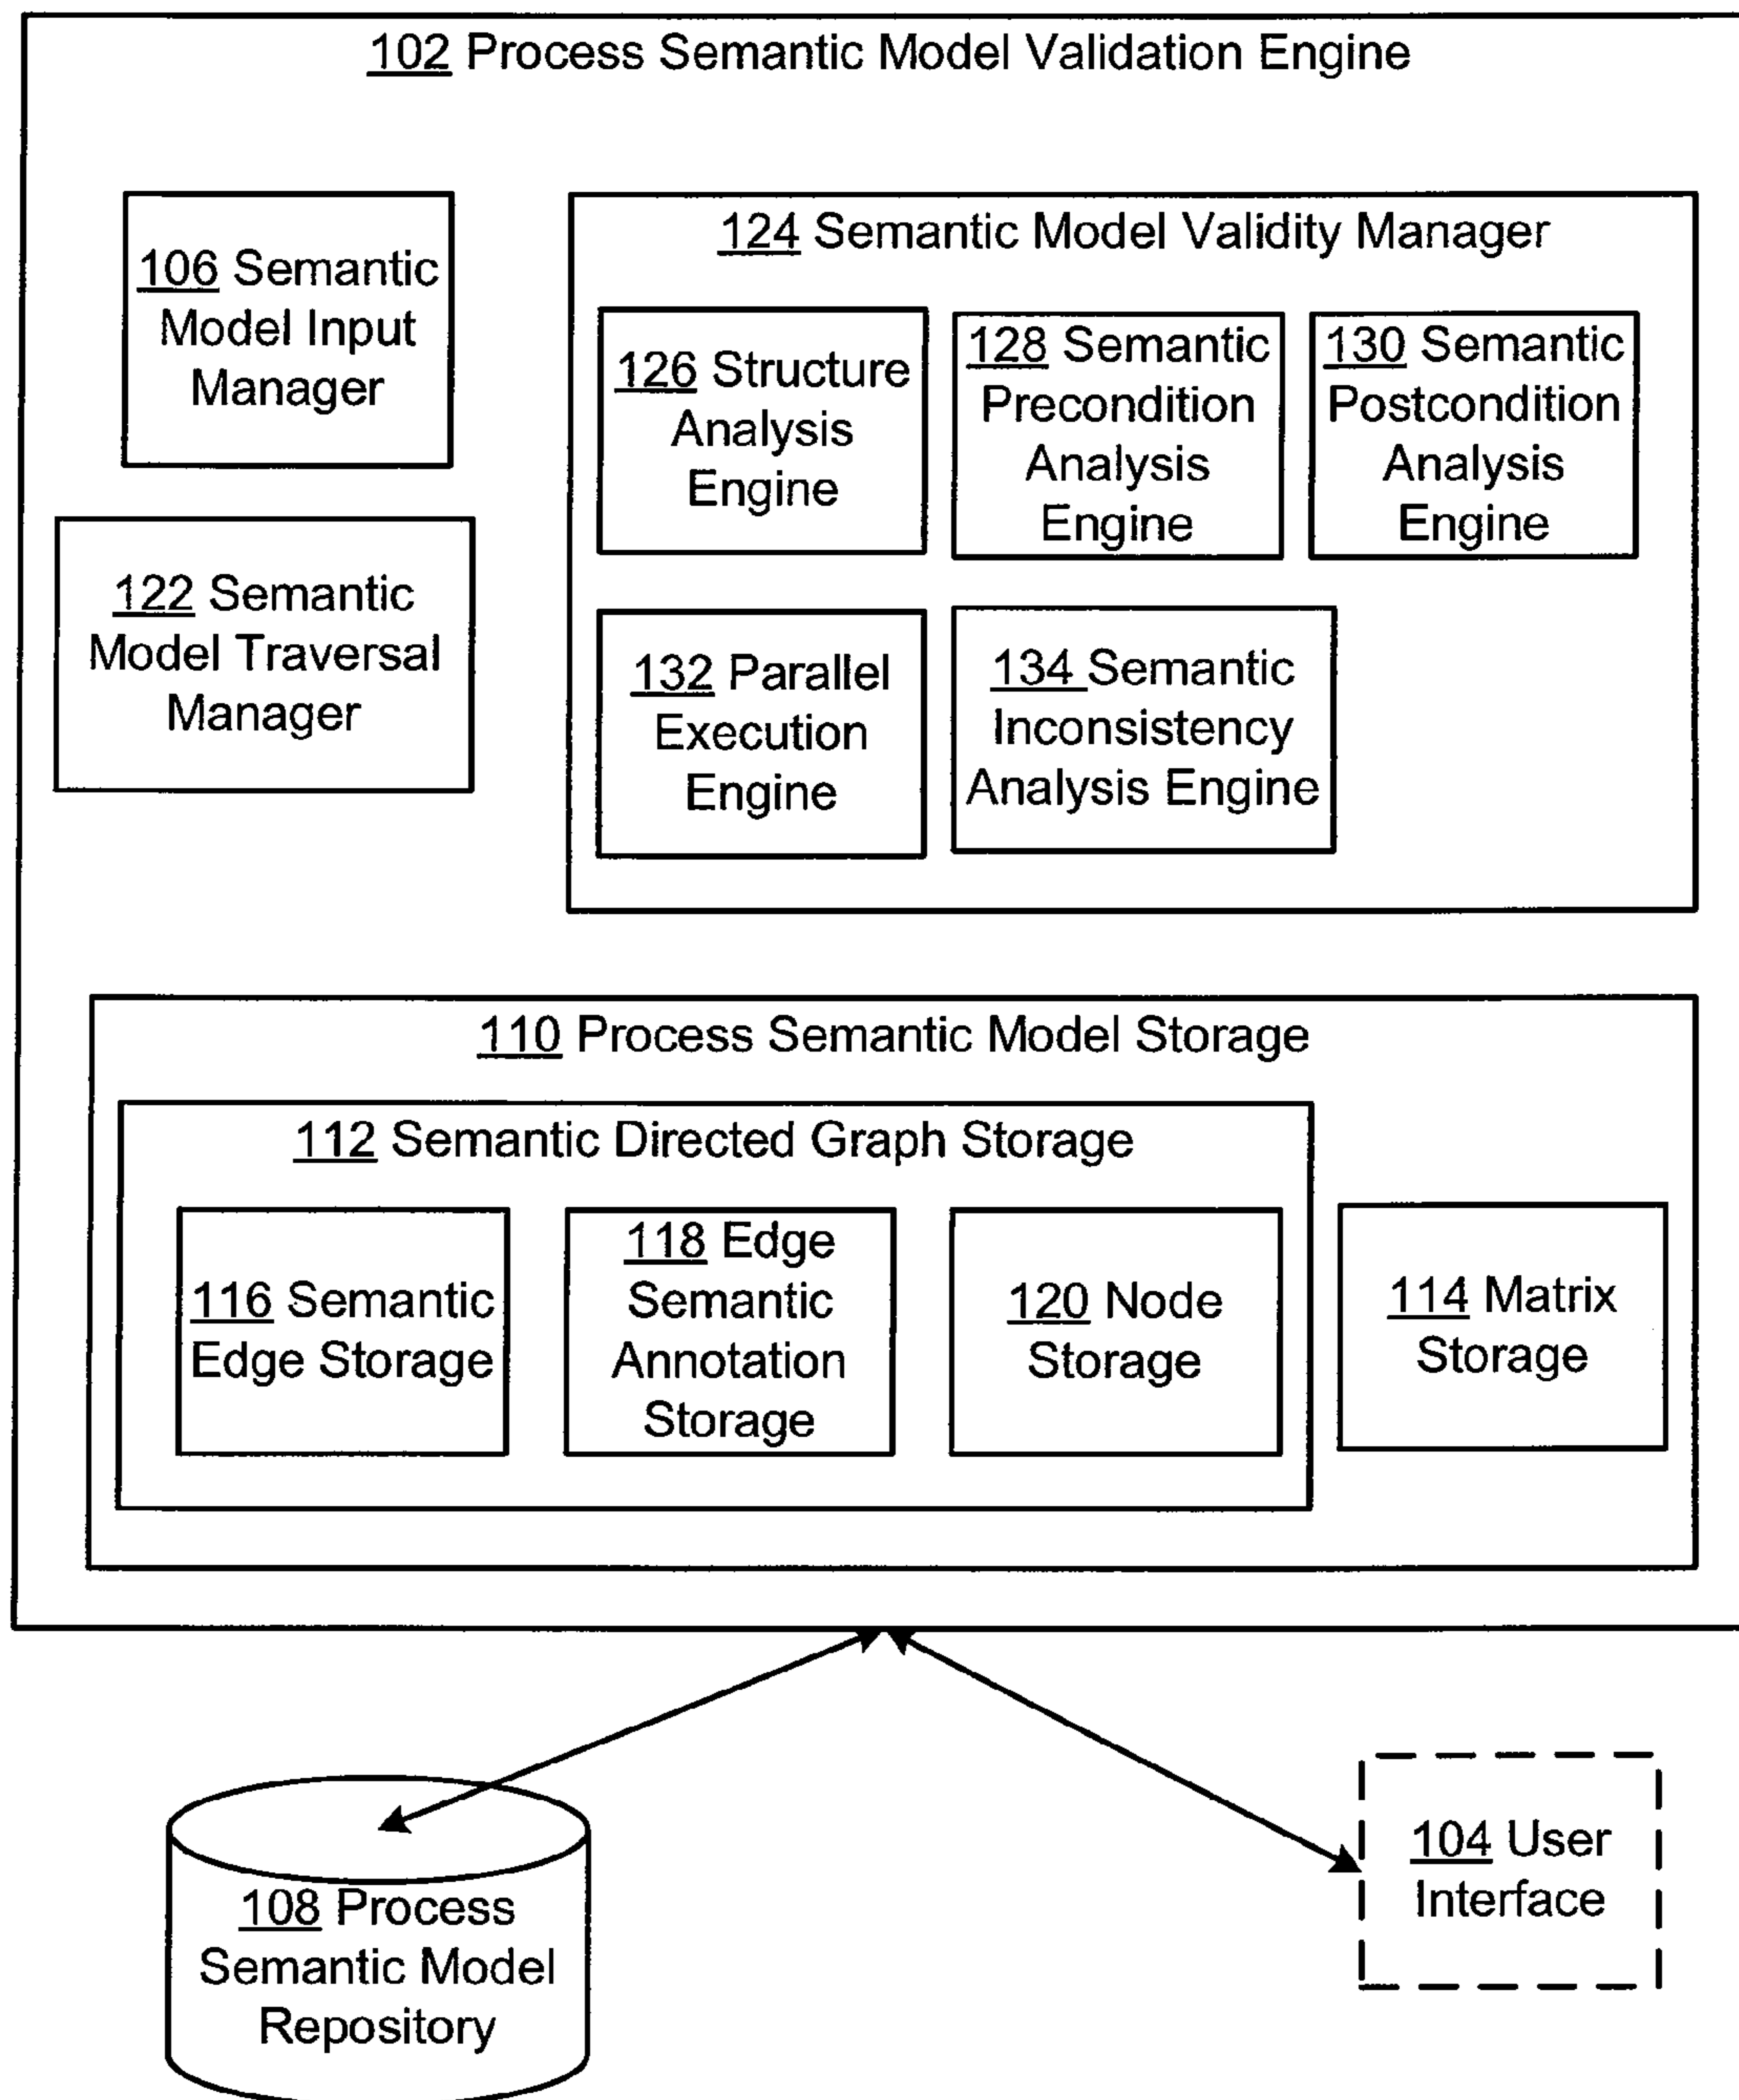 102 Process Semantic Model Validation Engine
106 Semantic
Model Input
Manager
122 Semantic
Model Traversal
Manager
124 Semantic Model Validity Manager
126 Structure
Analysis
Engine
128 Semantic
Precondition
Analysis
Engine
130 Semantic
Postcondition
Analysis
Engine
132 Parallel
Execution
Engine
134 Semantic
Inconsistency
Analysis Engine
110 Process Semantic Model Storage
112 Semantic Directed Graph Storage
116 Semantic
Edge Storage
118 Edge
Semantic
Annotation
Storage
120 Node
Storage
114 Matrix
Storage
108 Process
Semantic Model
Repository
104 User
Interface